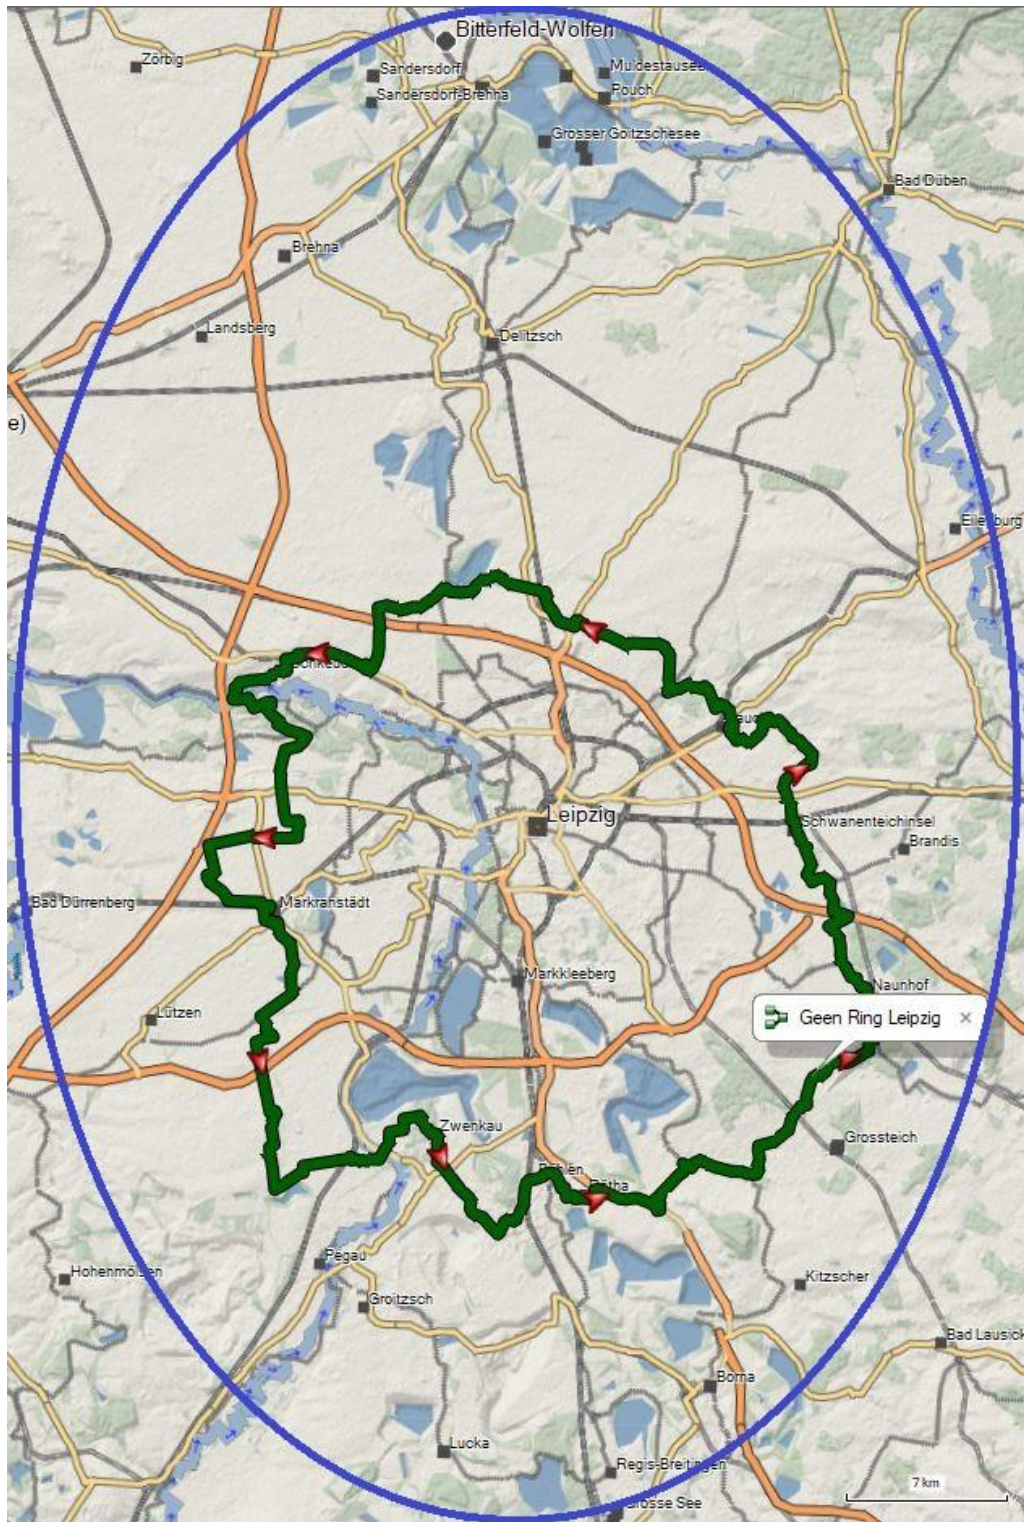 Bitterfeld-Wolfen
Zörbig
Sandersdorf
Muldestausee
Sandersdorf-Brehna
Pouch
Grosser Goitzschesee
Bad Düben
Brehna
Landsberg
Delitzsch
e)
Eilenburg
Leipzig
Schwanenteichinsel
Brandis
Bad Dürrenberg
Markranstädt
Markkleeberg
Naunhof
Lützen
Geen Ring Leipzig
Zwenkau
Grossteich
Pegau
Hohenmölsen
Kitzscher
Groitzsch
Bad Lausick
Borna
Lucka
Regis-Breitingen
7 km
Grosse See